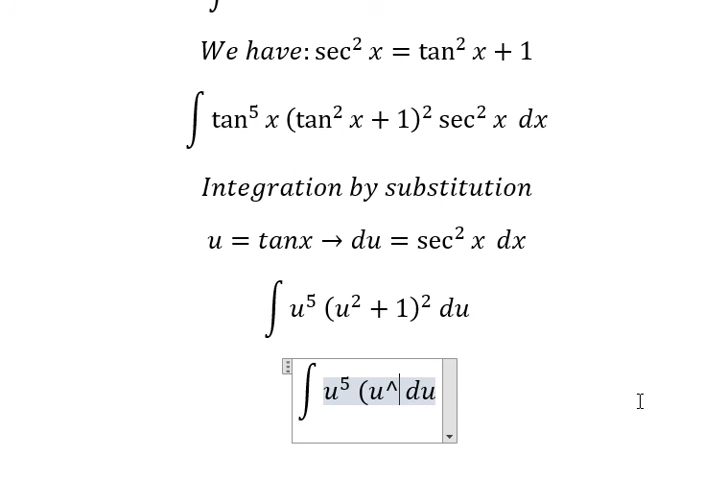 We have: sec² x = tan² x + 1
∫ tan⁵ x (tan² x + 1)² sec² x dx
Integration by substitution
u = tanx → du = sec² x dx
∫ u⁵ (u² + 1)² du
∫ u⁵ (u^ du